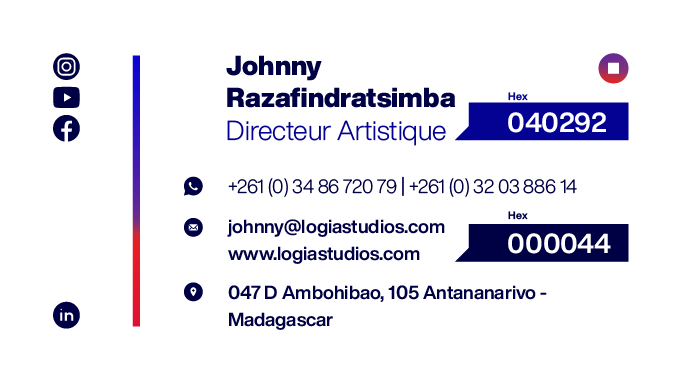 Johnny
Razafindratsimba
Directeur Artistique
Hex
040292
+261 (0) 34 86 720 79 | +261 (0) 32 03 886 14
johnny@logiastudios.com
www.logiastudios.com
Hex
000044
047 D Ambohibao, 105 Antananarivo -
Madagascar
in